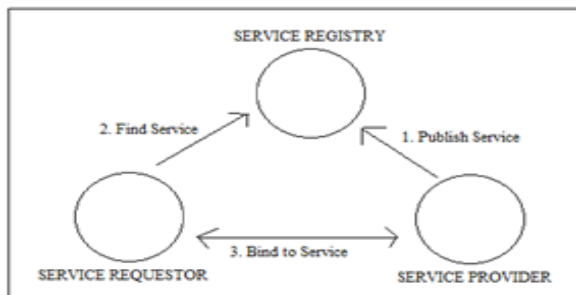 SERVICE REGISTRY
2. Find Service
1. Publish Service
3. Bind to Service
SERVICE REQUESTOR
SERVICE PROVIDER